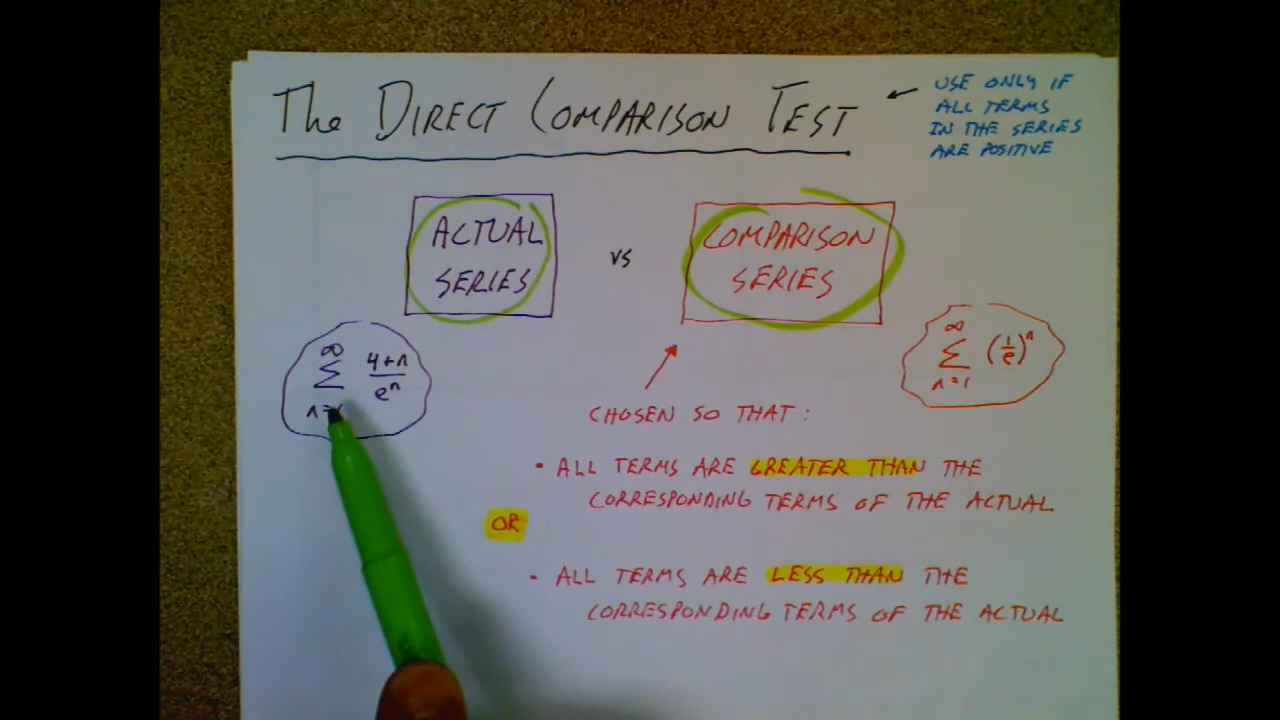 The DIRECT COMPARISON TEST
USE ONLY IF
ALL TERMS
IN THE SERIES
ARE POSITIVE
ACTUAL
SERIES
vs
COMPARISON
SERIES
∞
Σ 4+n
e^n
n=1
∞
Σ (1/e)^n
n=1
CHOSEN SO THAT:
• ALL TERMS ARE GREATER THAN THE
CORRESPONDING TERMS OF THE ACTUAL
OR
• ALL TERMS ARE LESS THAN THE
CORRESPONDING TERMS OF THE ACTUAL